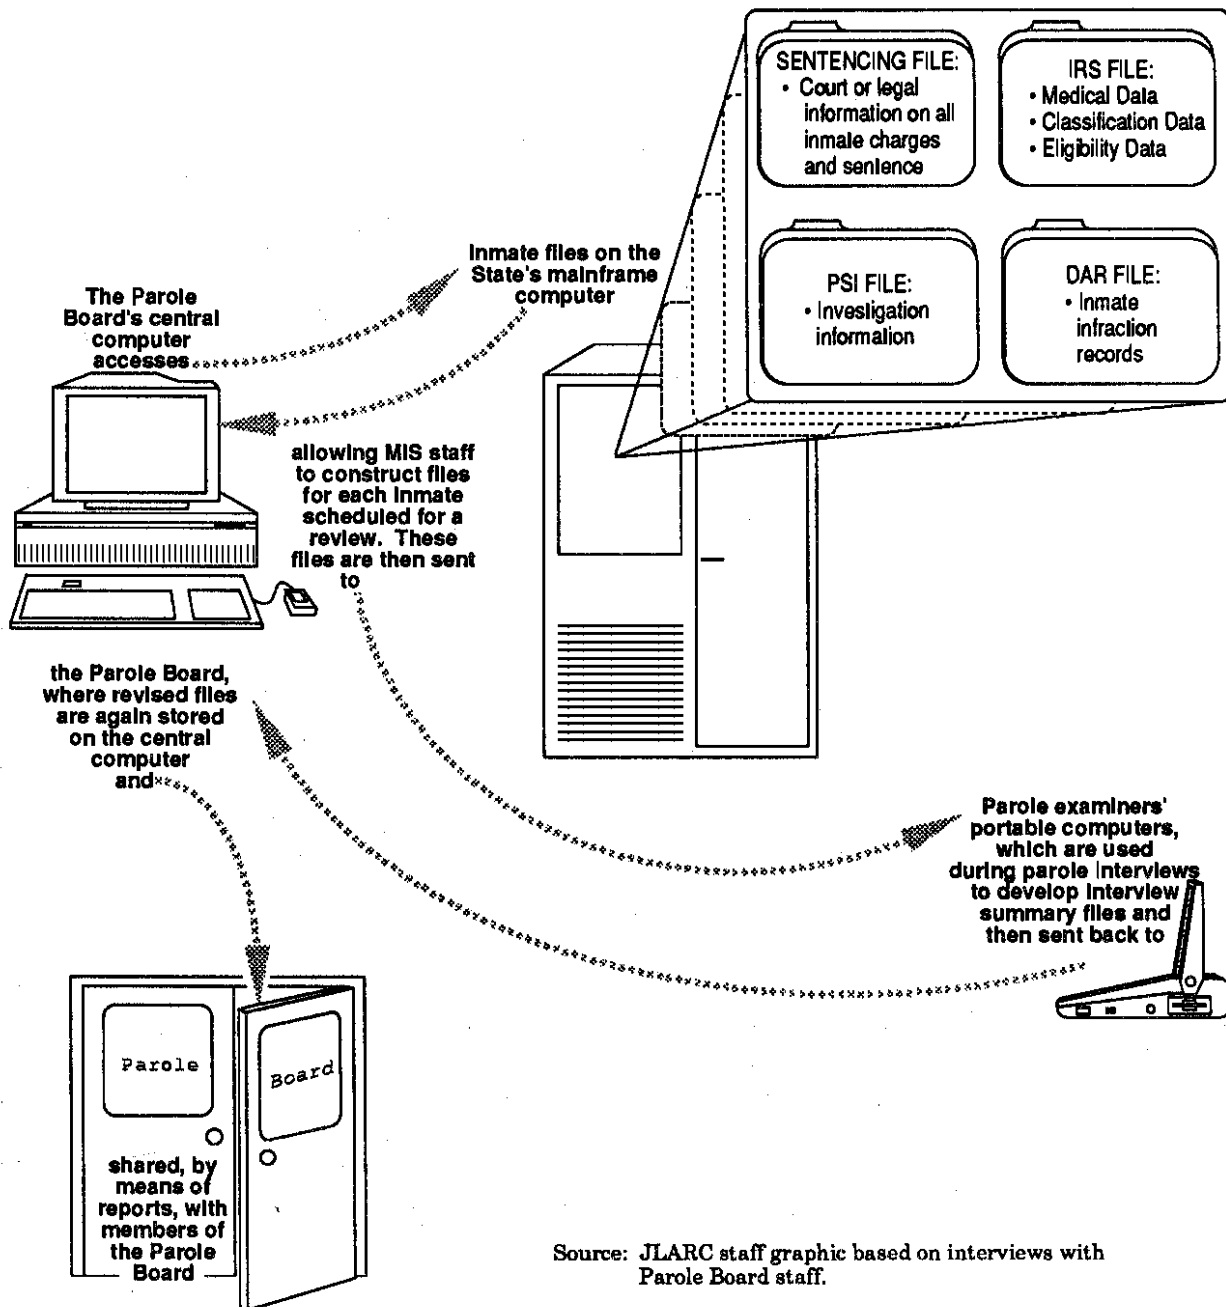 SENTENCING FILE:
• Court or legal
information on all
inmate charges
and sentence
IRS FILE:
• Medical Data
• Classification Data
• Eligibility Data
PSI FILE:
• Investigation
information
DAR FILE:
• Inmate
infraction
records
The Parole
Board's central
computer
accesses
Inmate files on the
State's mainframe
computer
allowing MIS staff
to construct files
for each inmate
scheduled for a
review. These
files are then sent
to
Parole examiners'
portable computers,
which are used
during parole interviews
to develop interview
summary files and
then sent back to
the Parole Board,
where revised files
are again stored
on the central
computer
and
Parole
Board
shared, by
means of
reports, with
members of
the Parole
Board
Source: JLARC staff graphic based on interviews with
Parole Board staff.